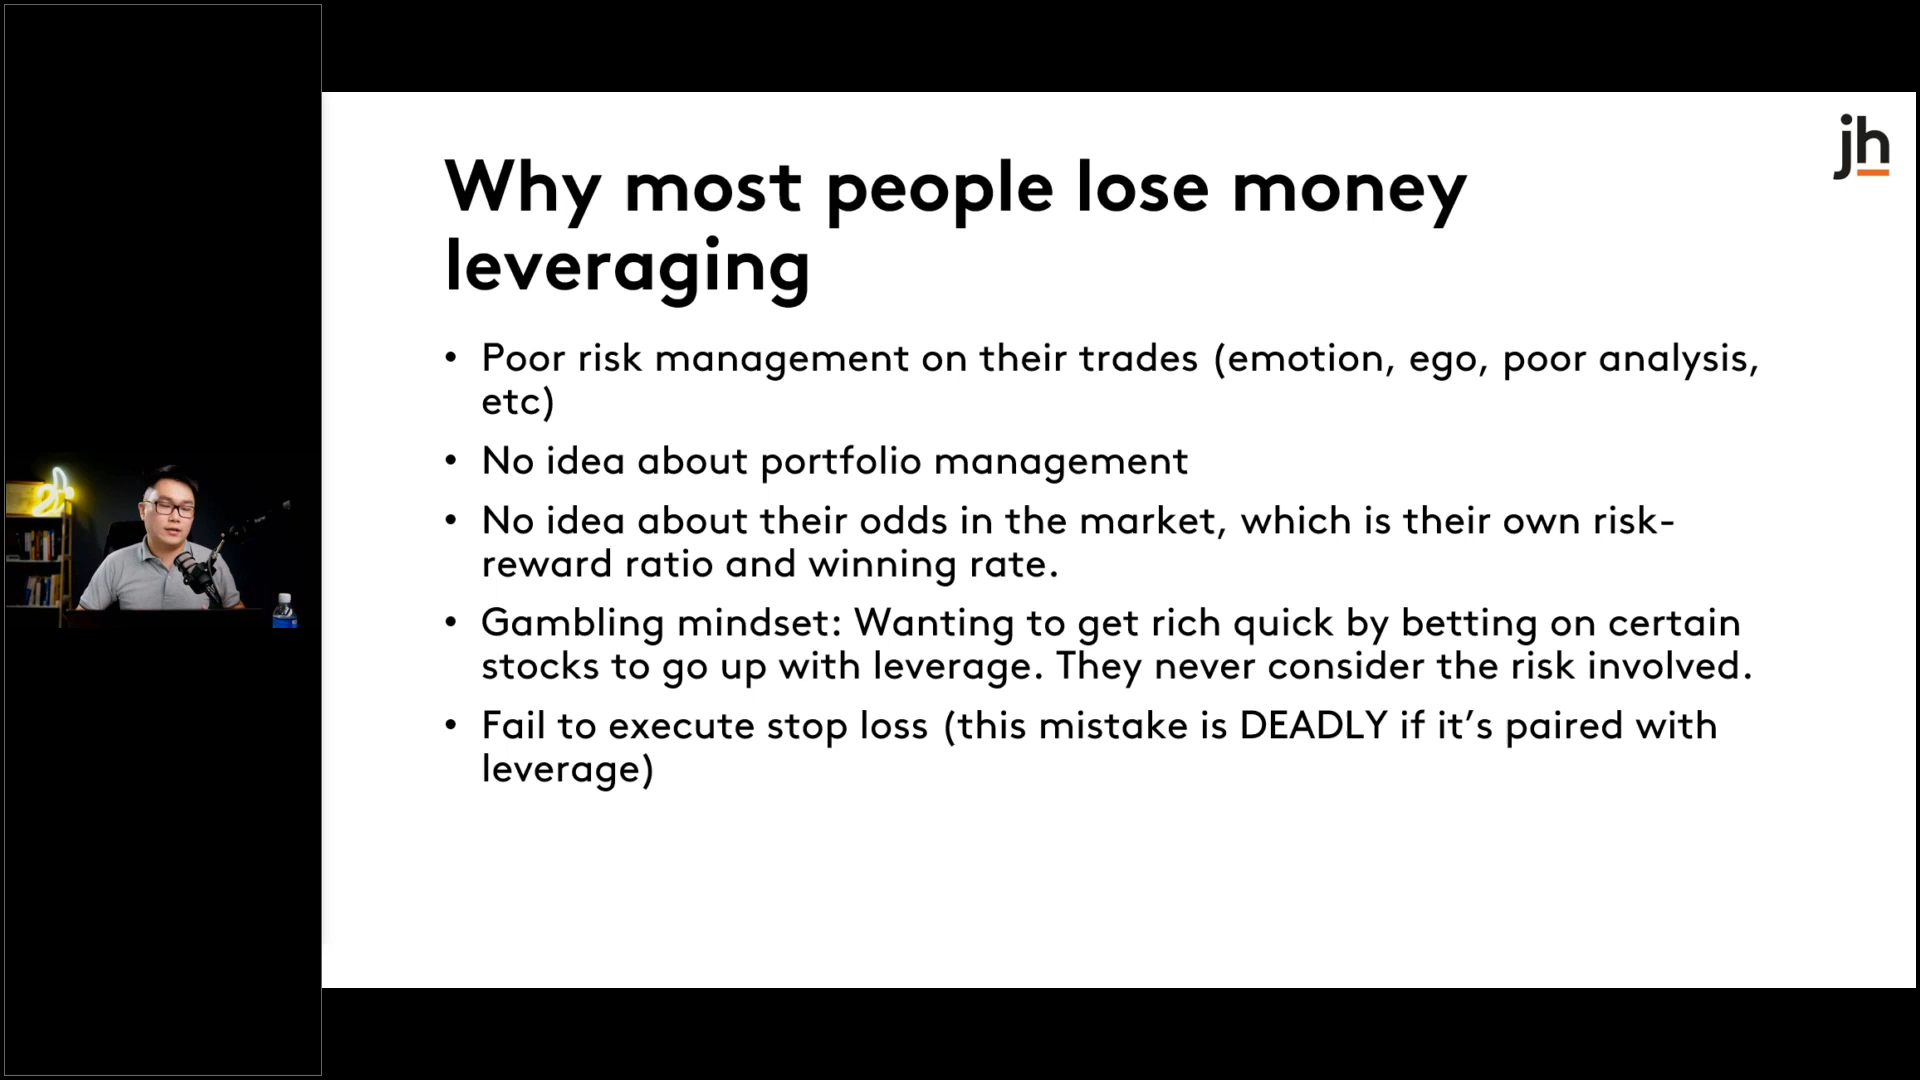 jh
Why most people lose money
leveraging
• Poor risk management on their trades (emotion, ego, poor analysis,
etc)
• No idea about portfolio management
• No idea about their odds in the market, which is their own risk-
reward ratio and winning rate.
• Gambling mindset: Wanting to get rich quick by betting on certain
stocks to go up with leverage. They never consider the risk involved.
• Fail to execute stop loss (this mistake is DEADLY if it’s paired with
leverage)